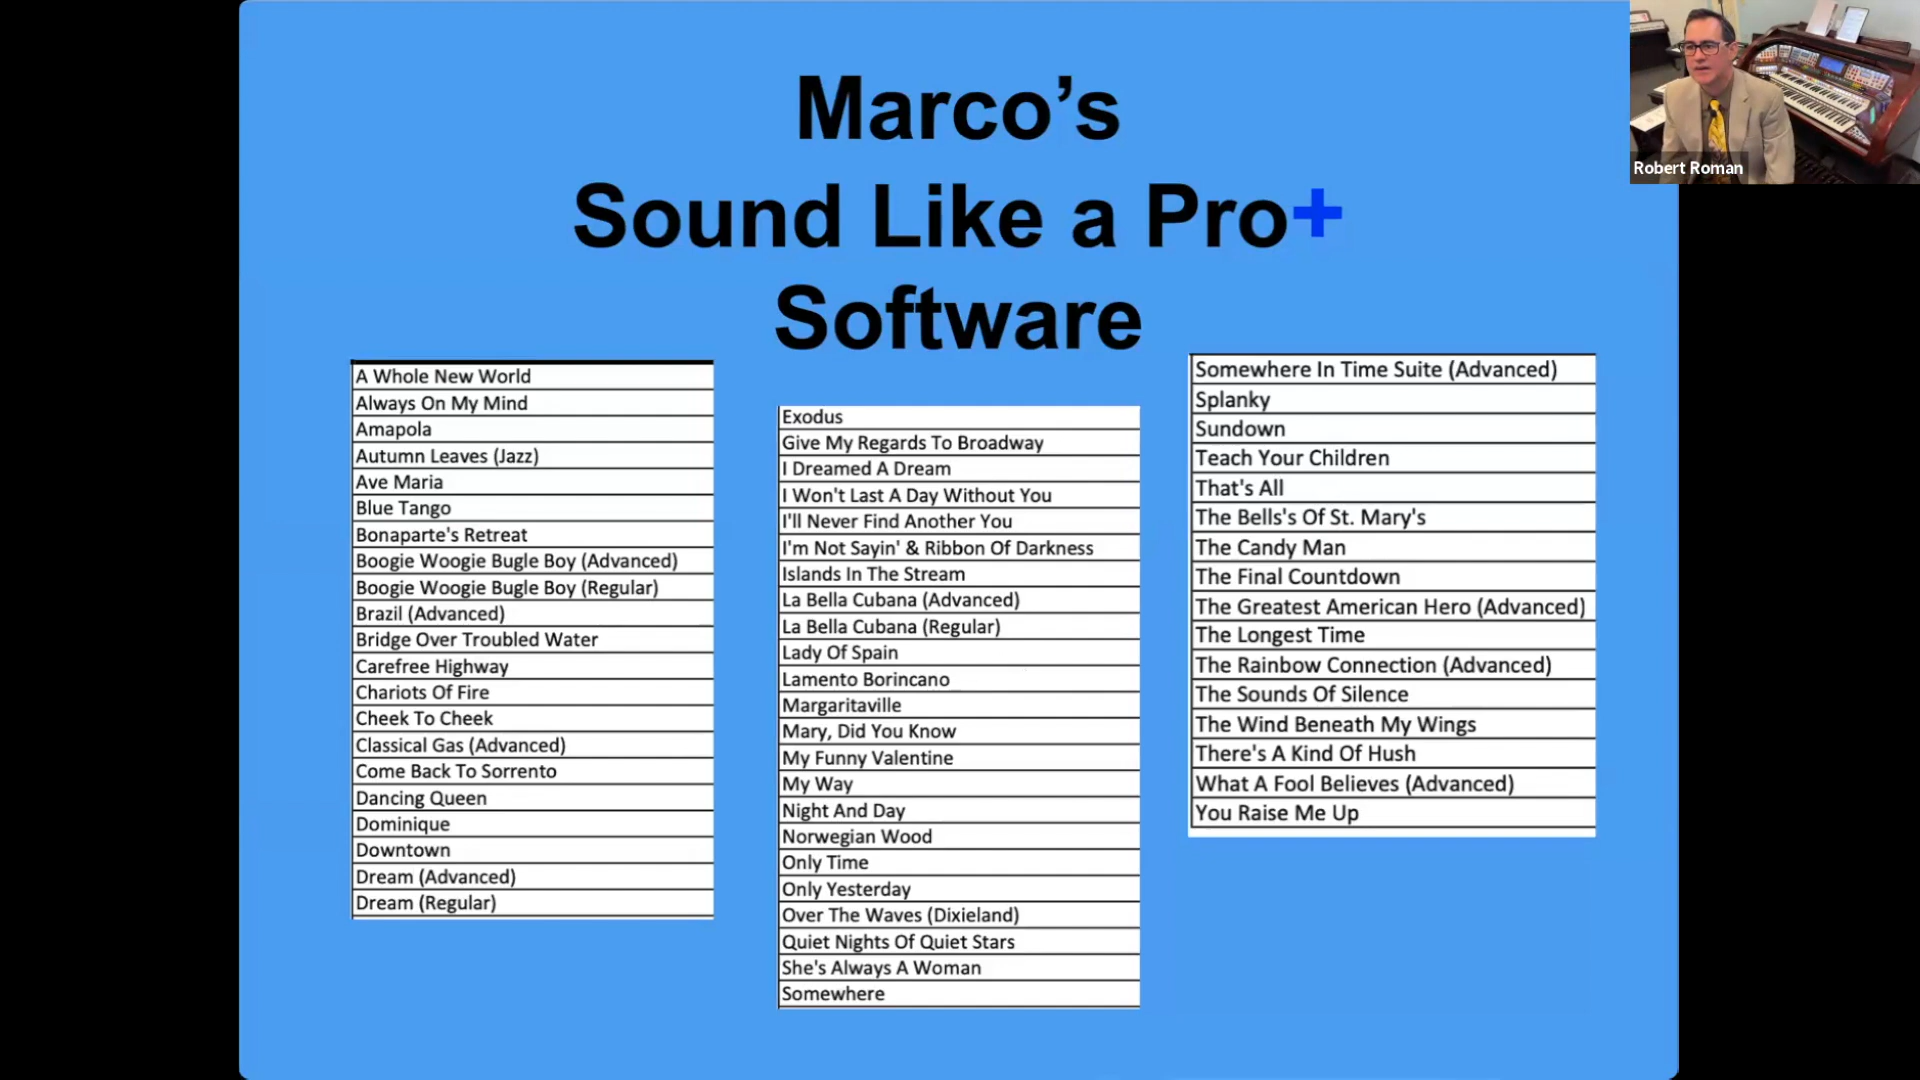 Marco’s
Sound Like a Pro+
Software
A Whole New World
Always On My Mind
Amapola
Autumn Leaves (Jazz)
Ave Maria
Blue Tango
Bonaparte's Retreat
Boogie Woogie Bugle Boy (Advanced)
Boogie Woogie Bugle Boy (Regular)
Brazil (Advanced)
Bridge Over Troubled Water
Carefree Highway
Chariots Of Fire
Cheek To Cheek
Classical Gas (Advanced)
Come Back To Sorrento
Dancing Queen
Dominique
Downtown
Dream (Advanced)
Dream (Regular)
Exodus
Give My Regards To Broadway
I Dreamed A Dream
I Won't Last A Day Without You
I'll Never Find Another You
I'm Not Sayin' & Ribbon Of Darkness
Islands In The Stream
La Bella Cubana (Advanced)
La Bella Cubana (Regular)
Lady Of Spain
Lamento Borincano
Margaritaville
Mary, Did You Know
My Funny Valentine
My Way
Night And Day
Norwegian Wood
Only Time
Only Yesterday
Over The Waves (Dixieland)
Quiet Nights Of Quiet Stars
She's Always A Woman
Somewhere
Somewhere In Time Suite (Advanced)
Splanky
Sundown
Teach Your Children
That's All
The Bells's Of St. Mary's
The Candy Man
The Final Countdown
The Greatest American Hero (Advanced)
The Longest Time
The Rainbow Connection (Advanced)
The Sounds Of Silence
The Wind Beneath My Wings
There's A Kind Of Hush
What A Fool Believes (Advanced)
You Raise Me Up
Robert Roman